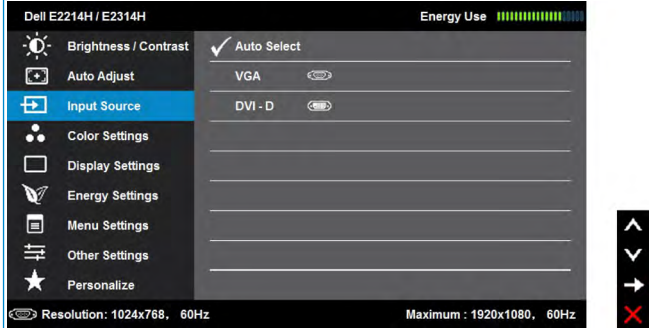 Dell E2214H / E2314H
Energy Use
Brightness / Contrast
Auto Select
Auto Adjust
VGA
Input Source
DVI - D
Color Settings
Display Settings
Energy Settings
Menu Settings
Other Settings
Personalize
Resolution: 1024x768, 60Hz
Maximum : 1920x1080, 60Hz